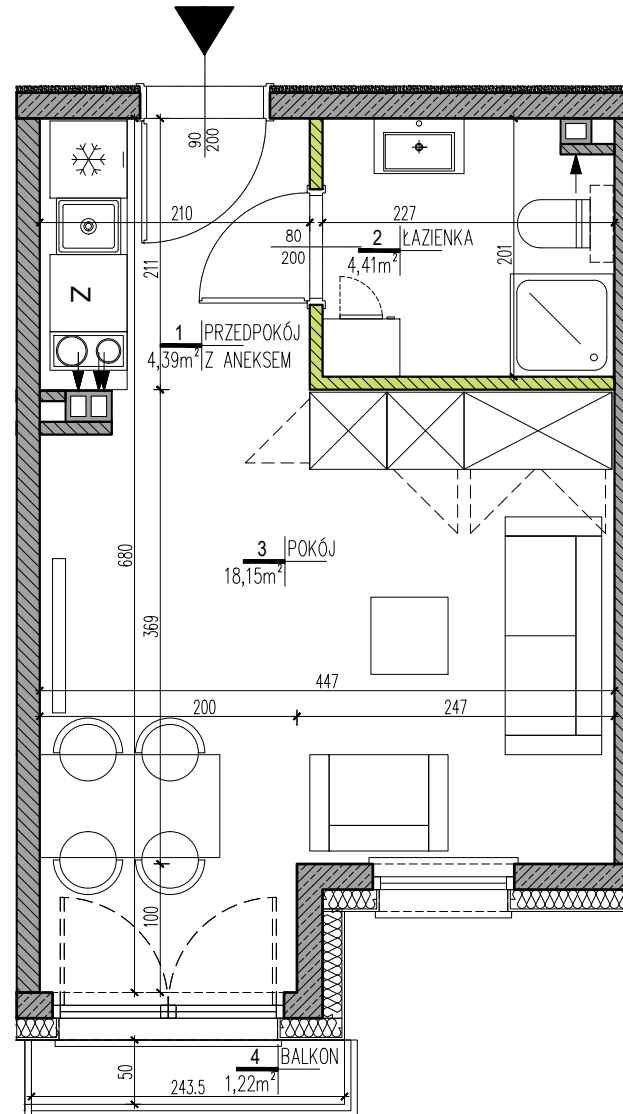 90
200
210
227
80
200
2 ŁAZIENKA
4,41m²
201
211
Z
1 PRZEDPOKÓJ
4,39m² Z ANEKSEM
680
3 POKÓJ
18,15m²
369
447
200
247
100
4 BALKON
1,22m²
50
243.5